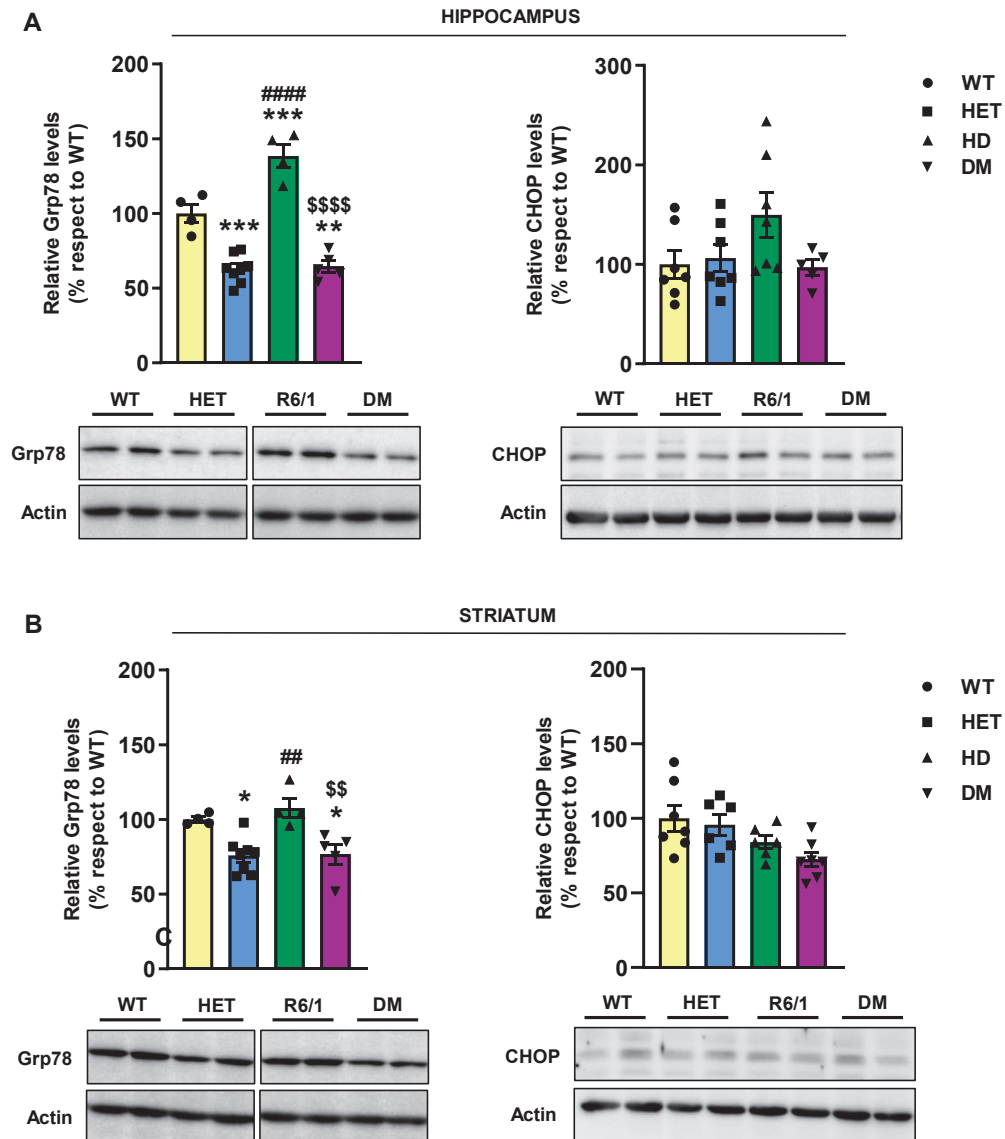 A
HIPPOCAMPUS
Relative Grp78 levels
(% respect to WT)
200
150
100
50
0
####
***
***
$$$$
**
WT HET R6/1 DM
Grp78
Actin
Relative CHOP levels
(% respect to WT)
300
200
100
0
WT
HET
HD
DM
WT HET R6/1 DM
CHOP
Actin
B
STRIATUM
Relative Grp78 levels
(% respect to WT)
200
150
100
50
0
C
*
##
$$
*
WT HET R6/1 DM
Grp78
Actin
Relative CHOP levels
(% respect to WT)
200
150
100
50
0
WT
HET
HD
DM
WT HET R6/1 DM
CHOP
Actin